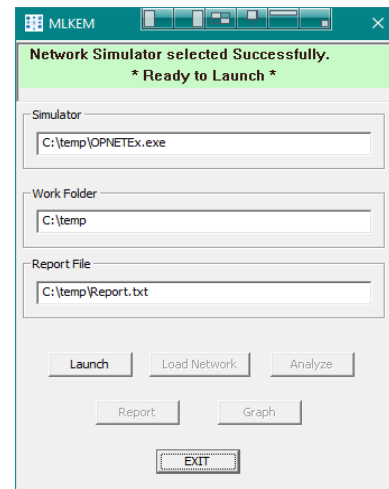 MLKEM
Network Simulator selected Successfully.
* Ready to Launch *
Simulator
C:\temp\OPNETEx.exe
Work Folder
C:\temp
Report File
C:\temp\Report.txt
Launch Load Network Analyze
Report Graph
EXIT